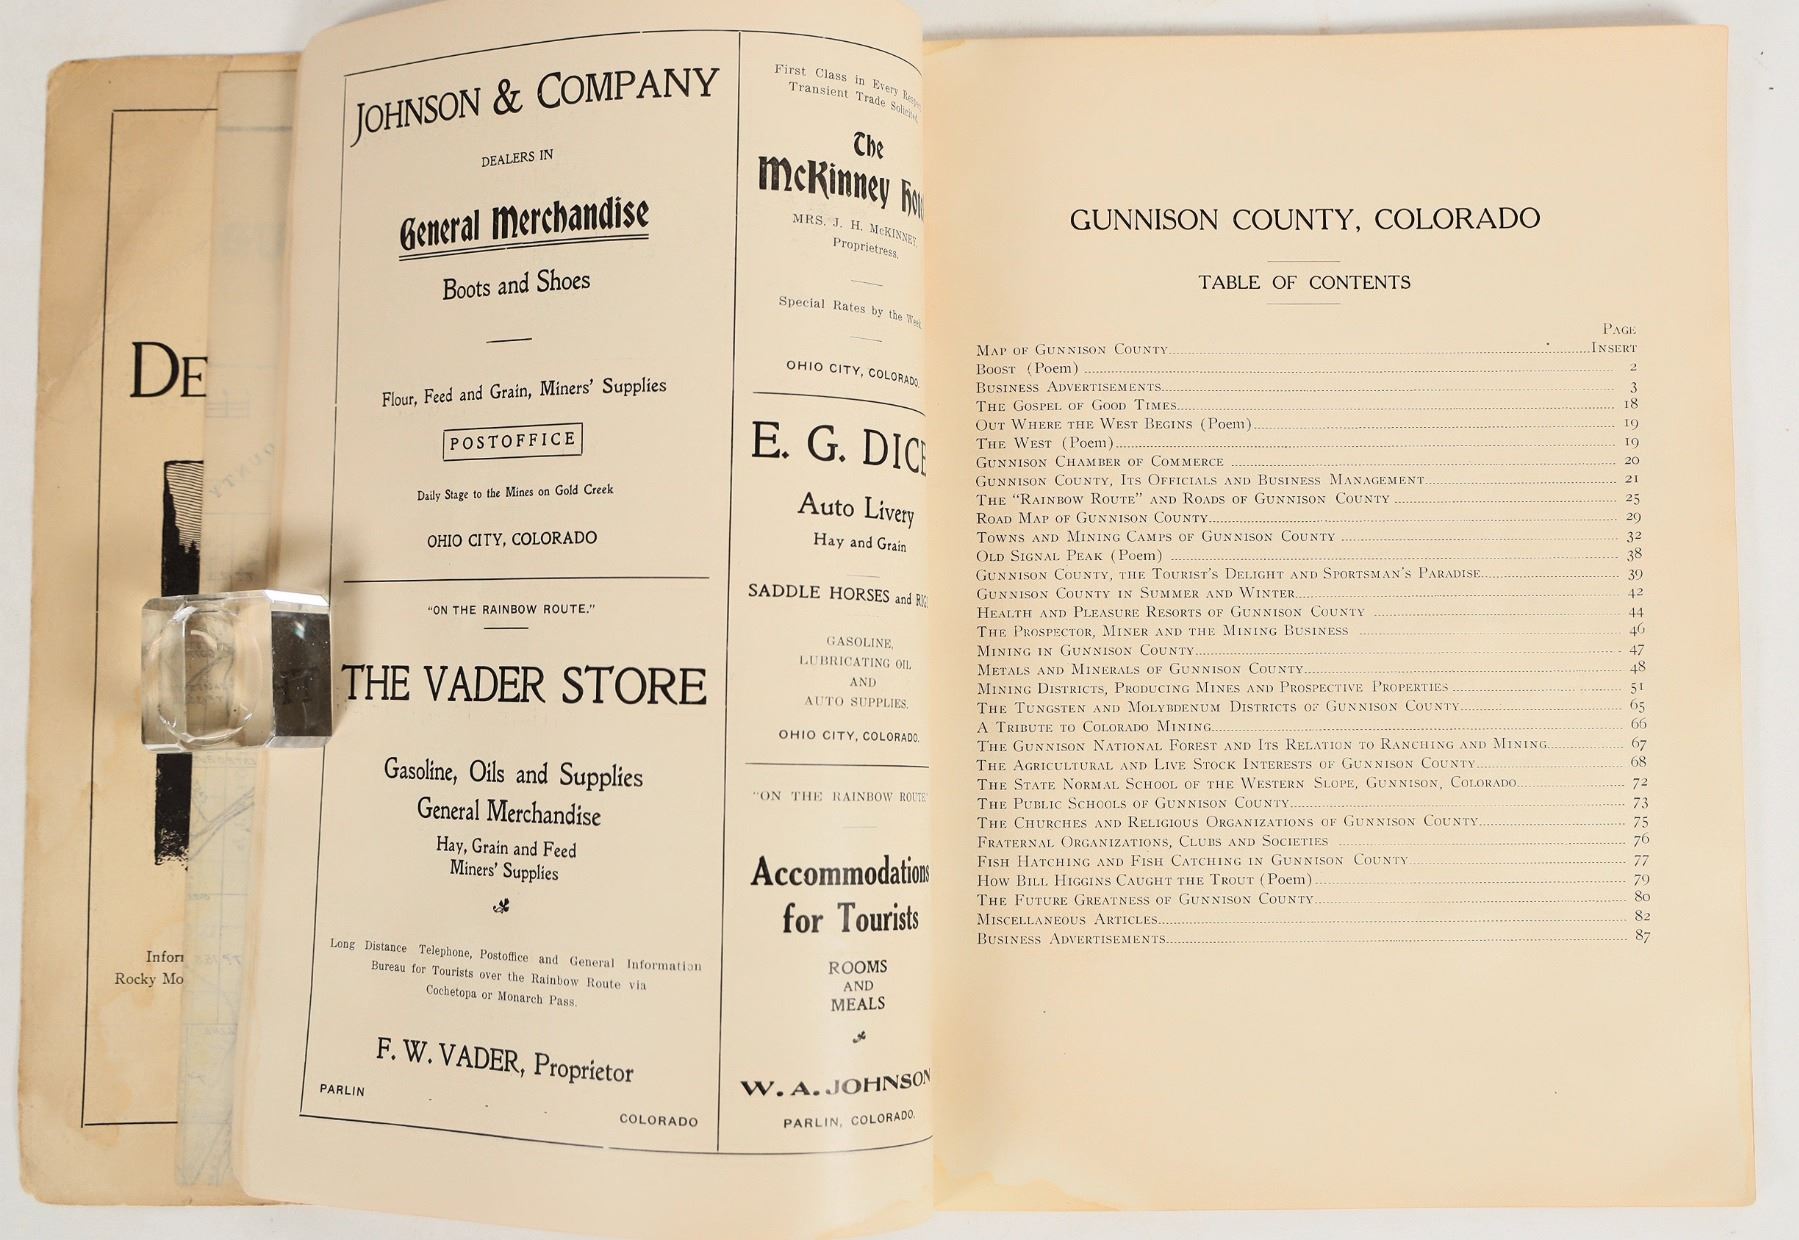 Rocky Mo
JOHNSON & COMPANY
DEALERS IN
General Merchandise
Boots and Shoes
Flour, Feed and Grain, Miners' Supplies
POSTOFFICE
Daily Stage to the Mines on Gold Creek
OHIO CITY, COLORADO
"ON THE RAINBOW ROUTE."
THE VADER STORE
Gasoline, Oils and Supplies
General Merchandise
Hay, Grain and Feed
Miners' Supplies
Long Distance Telephone, Postoffice and General Information
Bureau for Tourists over the Rainbow Route via
Cochetopa or Monarch Pass.
F. W. VADER, Proprietor
PARLIN
COLORADO
First Class in Every
Transient Trade Solicited.
The
McKinney
MRS. J. H. McKINNEY,
Proprietress.
Special Rates by the Week
OHIO CITY, COLORADO.
E. G. DICE
Auto Livery
Hay and Grain
SADDLE HORSES and
GASOLINE,
LUBRICATING OIL
AND
AUTO SUPPLIES.
OHIO CITY, COLORADO.
"ON THE RAINBOW ROUTE"
Accommodations
for Tourists
ROOMS
AND
MEALS
W. A. JOHNSON
PARLIN, COLORADO.
GUNNISON COUNTY, COLORADO
TABLE OF CONTENTS
PAGE
MAP OF GUNNISON COUNTY INSERT
BOOST (Poem) 2
BUSINESS ADVERTISEMENTS 3
THE GOSPEL OF GOOD TIMES 18
OUT WHERE THE WEST BEGINS (Poem) 19
THE WEST (Poem) 19
GUNNISON CHAMBER OF COMMERCE 20
GUNNISON COUNTY, ITS OFFICIALS AND BUSINESS MANAGEMENT 21
THE "RAINBOW ROUTE" AND ROADS OF GUNNISON COUNTY 25
ROAD MAP OF GUNNISON COUNTY 29
TOWNS AND MINING CAMPS OF GUNNISON COUNTY 32
OLD SIGNAL PEAK (Poem) 38
GUNNISON COUNTY, THE TOURIST'S DELIGHT AND SPORTSMAN'S PARADISE 39
GUNNISON COUNTY IN SUMMER AND WINTER 42
HEALTH AND PLEASURE RESORTS OF GUNNISON COUNTY 44
THE PROSPECTOR, MINER AND THE MINING BUSINESS 46
MINING IN GUNNISON COUNTY 47
METALS AND MINERALS OF GUNNISON COUNTY 48
MINING DISTRICTS, PRODUCING MINES AND PROSPECTIVE PROPERTIES 51
THE TUNGSTEN AND MOLYBDENUM DISTRICTS OF GUNNISON COUNTY 65
A TRIBUTE TO COLORADO MINING 66
THE GUNNISON NATIONAL FOREST AND ITS RELATION TO RANCHING AND MINING 67
THE AGRICULTURAL AND LIVE STOCK INTERESTS OF GUNNISON COUNTY 68
THE STATE NORMAL SCHOOL OF THE WESTERN SLOPE, GUNNISON, COLORADO 72
THE PUBLIC SCHOOLS OF GUNNISON COUNTY 73
THE CHURCHES AND RELIGIOUS ORGANIZATIONS OF GUNNISON COUNTY 75
FRATERNAL ORGANIZATIONS, CLUBS AND SOCIETIES 76
FISH HATCHING AND FISH CATCHING IN GUNNISON COUNTY 77
HOW BILL HIGGINS CAUGHT THE TROUT (Poem) 79
THE FUTURE GREATNESS OF GUNNISON COUNTY 80
MISCELLANEOUS ARTICLES 82
BUSINESS ADVERTISEMENTS 87